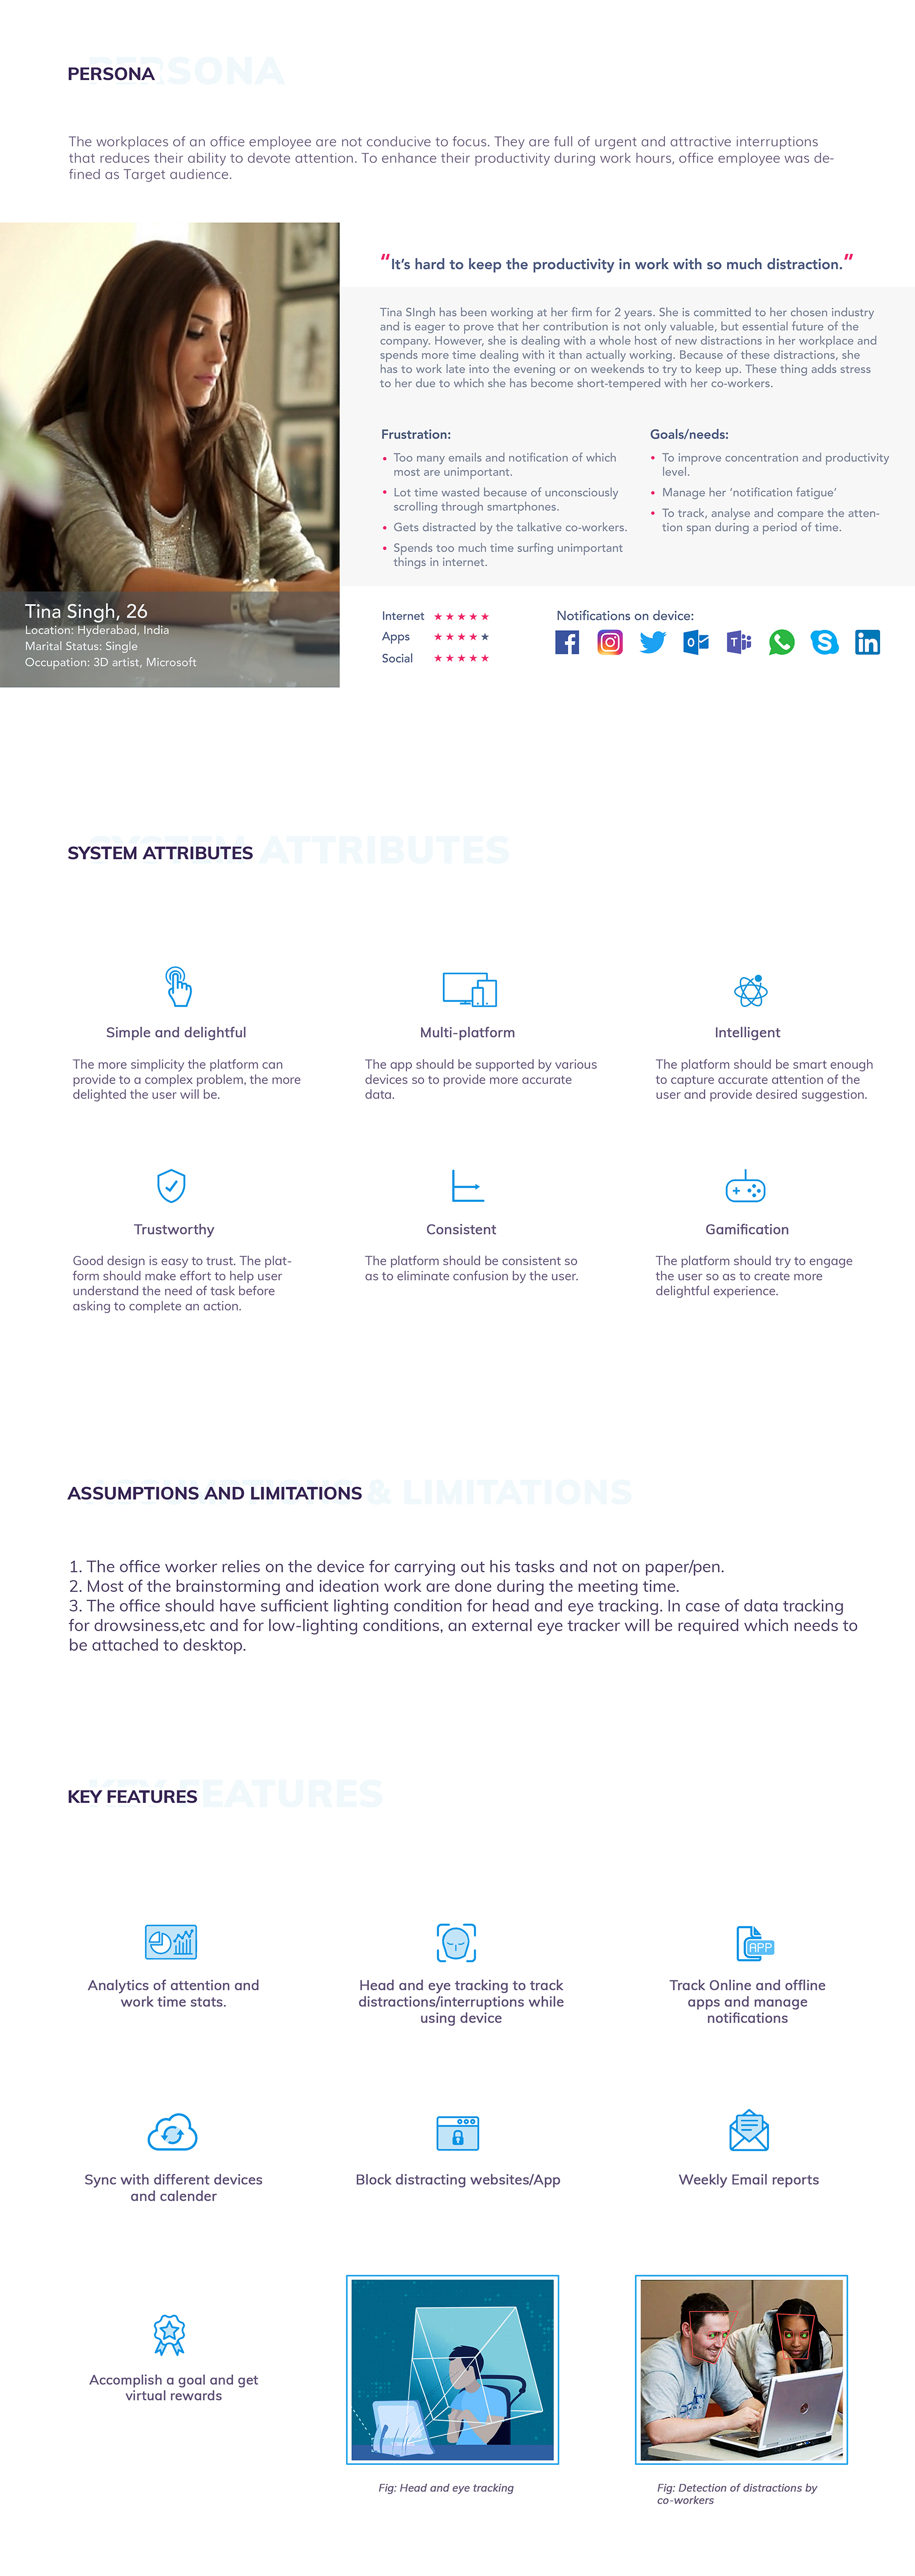 PERSONA
PERSONA
The workplaces of an office employee are not conducive to focus. They are full of urgent and attractive interruptions
that reduces their ability to devote attention. To enhance their productivity during work hours, office employee was de-
fined as Target audience.
"It's hard to keep the productivity in work with so much distraction."
Tina SIngh has been working at her firm for 2 years. She is committed to her chosen industry
and is eager to prove that her contribution is not only valuable, but essential future of the
company. However, she is dealing with a whole host of new distractions in her workplace and
spends more time dealing with it than actually working. Because of these distractions, she
has to work late into the evening or on weekends to try to keep up. These thing adds stress
to her due to which she has become short-tempered with her co-workers.
Frustration:
• Too many emails and notification of which
most are unimportant.
• Lot time wasted because of unconsciously
scrolling through smartphones.
• Gets distracted by the talkative co-workers.
• Spends too much time surfing unimportant
things in internet.
Goals/needs:
• To improve concentration and productivity
level.
• Manage her 'notification fatigue'
• To track, analyse and compare the atten-
tion span during a period of time.
Tina Singh, 26
Location: Hyderabad, India
Marital Status: Single
Occupation: 3D artist, Microsoft
Internet ★★★★★
Apps ★★★★★
Social ★★★★★
Notifications on device:
SYSTEM ATTRIBUTES
SYSTEM ATTRIBUTES
Simple and delightful
The more simplicity the platform can
provide to a complex problem, the more
delighted the user will be.
Multi-platform
The app should be supported by various
devices so to provide more accurate
data.
Intelligent
The platform should be smart enough
to capture accurate attention of the
user and provide desired suggestion.
Trustworthy
Good design is easy to trust. The plat-
form should make effort to help user
understand the need of task before
asking to complete an action.
Consistent
The platform should be consistent so
as to eliminate confusion by the user.
Gamification
The platform should try to engage
the user so as to create more
delightful experience.
ASSUMPTIONS & LIMITATIONS
ASSUMPTIONS AND LIMITATIONS
1. The office worker relies on the device for carrying out his tasks and not on paper/pen.
2. Most of the brainstorming and ideation work are done during the meeting time.
3. The office should have sufficient lighting condition for head and eye tracking. In case of data tracking
for drowsiness,etc and for low-lighting conditions, an external eye tracker will be required which needs to
be attached to desktop.
KEY FEATURES
KEY FEATURES
Analytics of attention and
work time stats.
Head and eye tracking to track
distractions/interruptions while
using device
APP
Track Online and offline
apps and manage
notifications
Sync with different devices
and calender
Block distracting websites/App
Weekly Email reports
Accomplish a goal and get
virtual rewards
Fig: Head and eye tracking
Fig: Detection of distractions by
co-workers